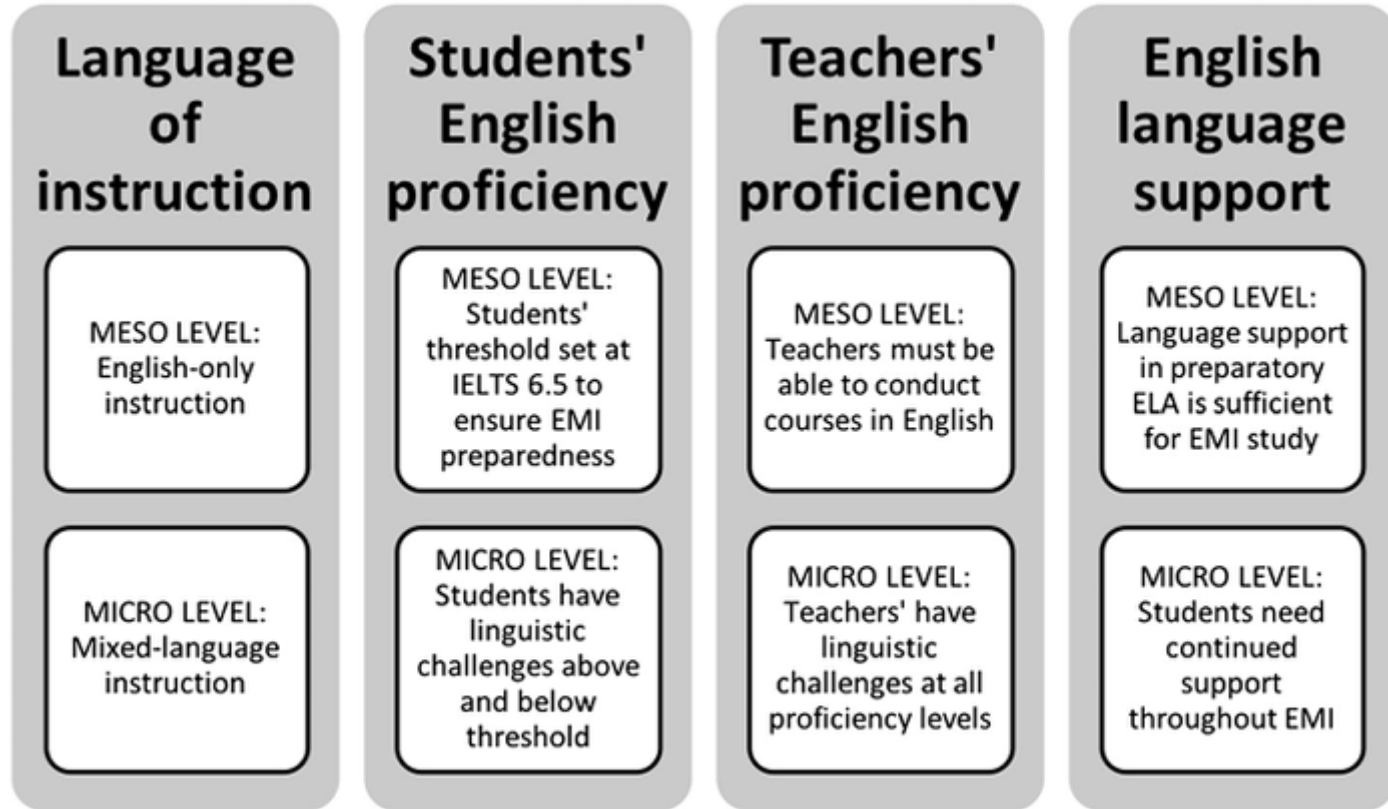 Language
of
instruction
MESO LEVEL:
English-only
instruction
MICRO LEVEL:
Mixed-language
instruction
Students'
English
proficiency
MESO LEVEL:
Students'
threshold set at
IELTS 6.5 to
ensure EMI
preparedness
MICRO LEVEL:
Students have
linguistic
challenges above
and below
threshold
Teachers'
English
proficiency
MESO LEVEL:
Teachers must be
able to conduct
courses in English
MICRO LEVEL:
Teachers' have
linguistic
challenges at all
proficiency levels
English
language
support
MESO LEVEL:
Language support
in preparatory
ELA is sufficient
for EMI study
MICRO LEVEL:
Students need
continued
support
throughout EMI